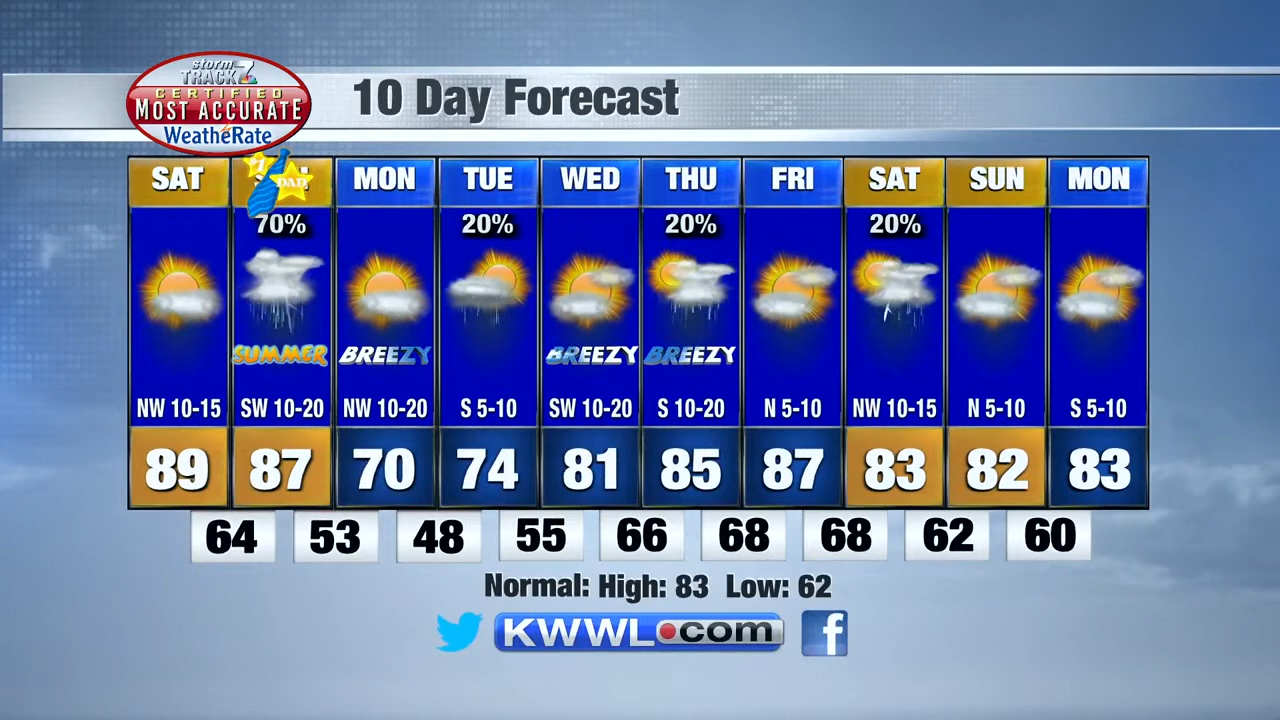 storm
TRACK 7
CERTIFIED
MOST ACCURATE
WeatheRate
10 Day Forecast
SAT #1 DAD MON TUE WED THU FRI SAT SUN MON
70% 20% 20% 20%
SUMMER BREEZY BREEZY BREEZY
NW 10-15 SW 10-20 NW 10-20 S 5-10 SW 10-20 S 10-20 N 5-10 NW 10-15 N 5-10 S 5-10
89 87 70 74 81 85 87 83 82 83
64 53 48 55 66 68 68 62 60
Normal: High: 83 Low: 62
KWWL.com f